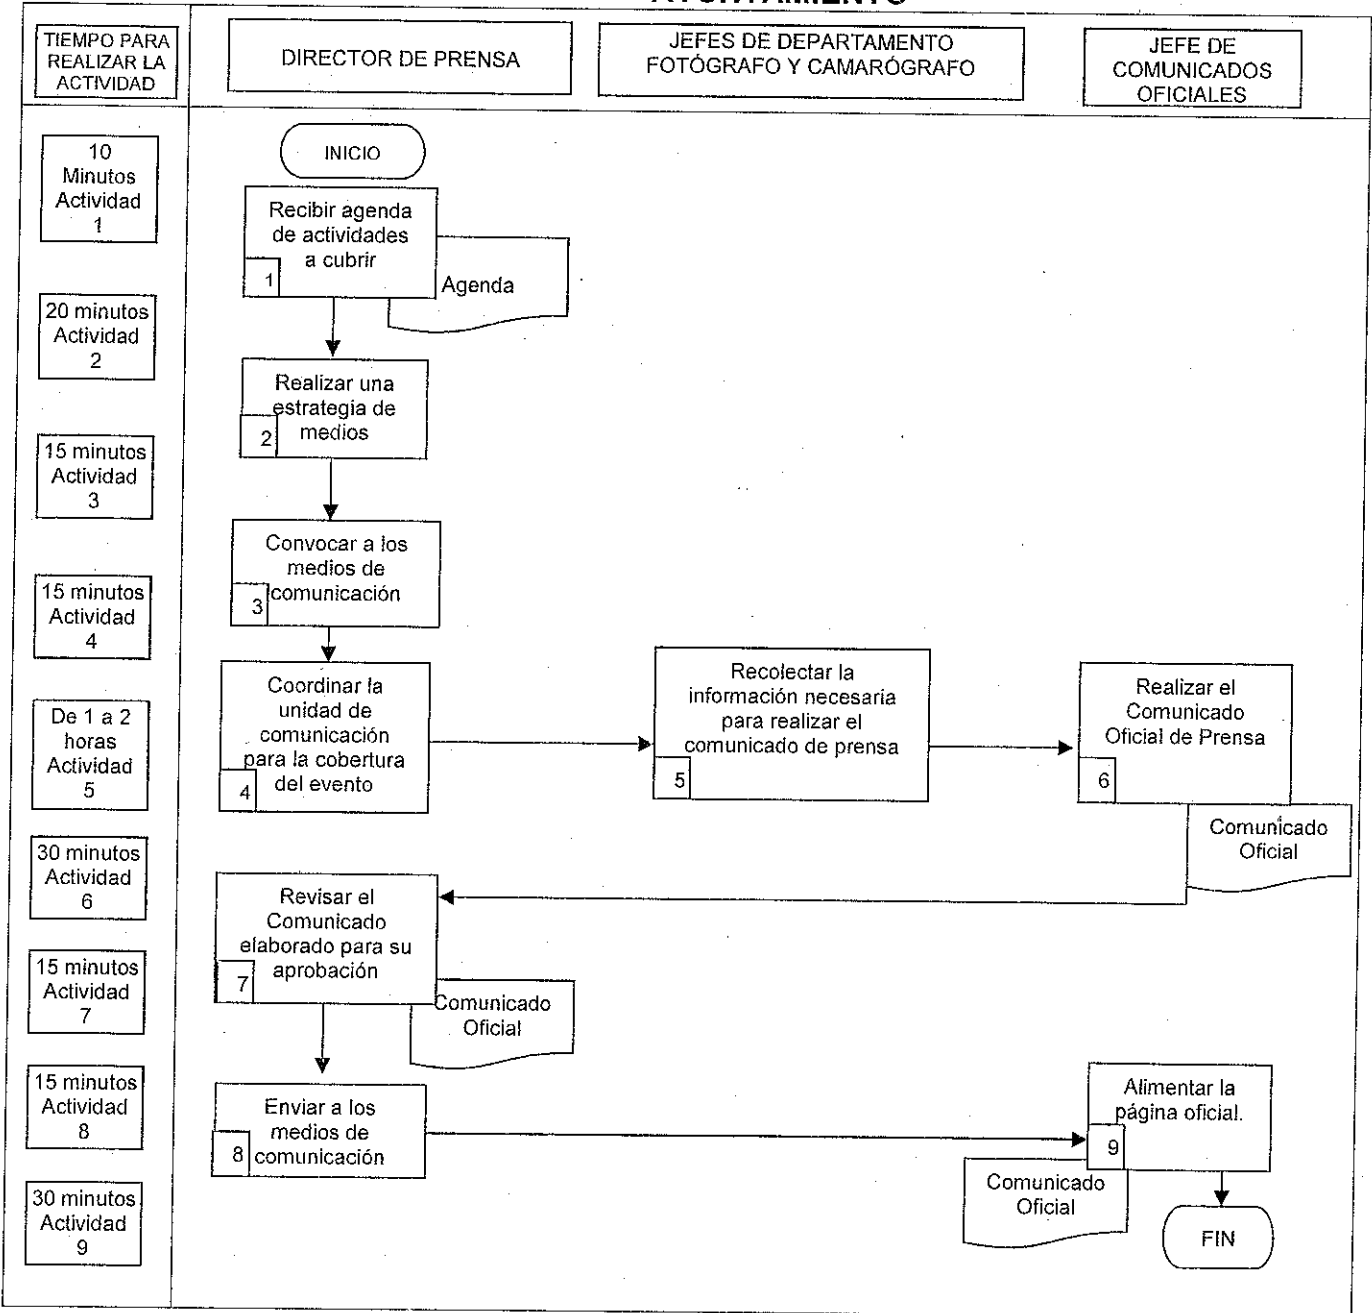 TIEMPO PARA
REALIZAR LA
ACTIVIDAD
DIRECTOR DE PRENSA
JEFES DE DEPARTAMENTO
FOTÓGRAFO Y CAMARÓGRAFO
JEFE DE
COMUNICADOS
OFICIALES
10
Minutos
Actividad
1
20 minutos
Actividad
2
15 minutos
Actividad
3
15 minutos
Actividad
4
De 1 a 2
horas
Actividad
5
30 minutos
Actividad
6
15 minutos
Actividad
7
15 minutos
Actividad
8
30 minutos
Actividad
9
INICIO
Recibir agenda
de actividades
a cubrir
1
Agenda
Realizar una
estrategia de
medios
2
Convocar a los
medios de
comunicación
3
Coordinar la
unidad de
comunicación
para la cobertura
del evento
4
Recolectar la
información necesaria
para realizar el
comunicado de prensa
5
Realizar el
Comunicado
Oficial de Prensa
6
Comunicado
Oficial
Revisar el
Comunicado
elaborado para su
aprobación
7
Comunicado
Oficial
Enviar a los
medios de
comunicación
8
Alimentar la
página oficial.
9
Comunicado
Oficial
FIN